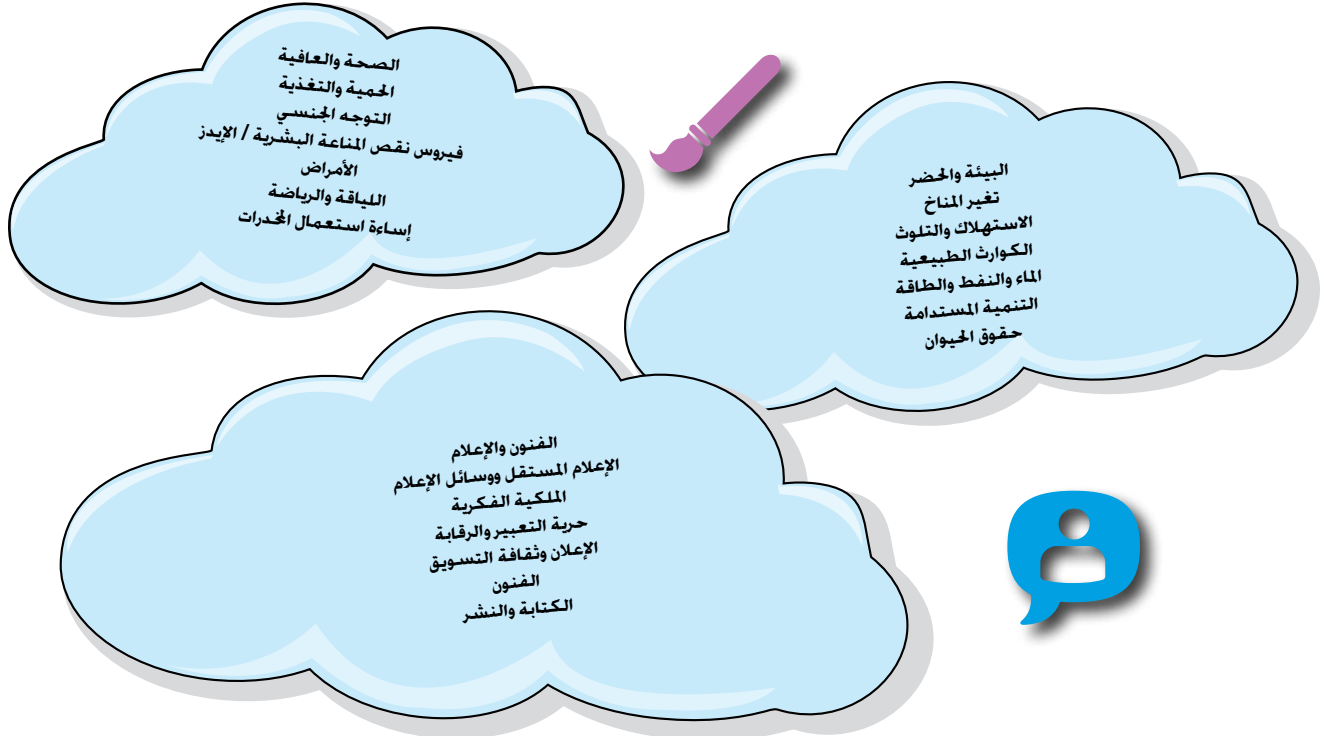 الصحة والعافية
الحمية والتغذية
التوجه الجنسي
فيروس نقص المناعة البشرية / الإيدز
الأمراض
اللياقة والرياضة
إساءة استعمال المخدرات
البيئة والحضر
تغير المناخ
الاستهلاك والتلوث
الكوارث الطبيعية
الماء والنفط والطاقة
التنمية المستدامة
حقوق الحيوان
الفنون والإعلام
الإعلام المستقل ووسائل الإعلام
الملكية الفكرية
حرية التعبير والرقابة
الإعلان وثقافة التسويق
الفنون
الكتابة والنشر